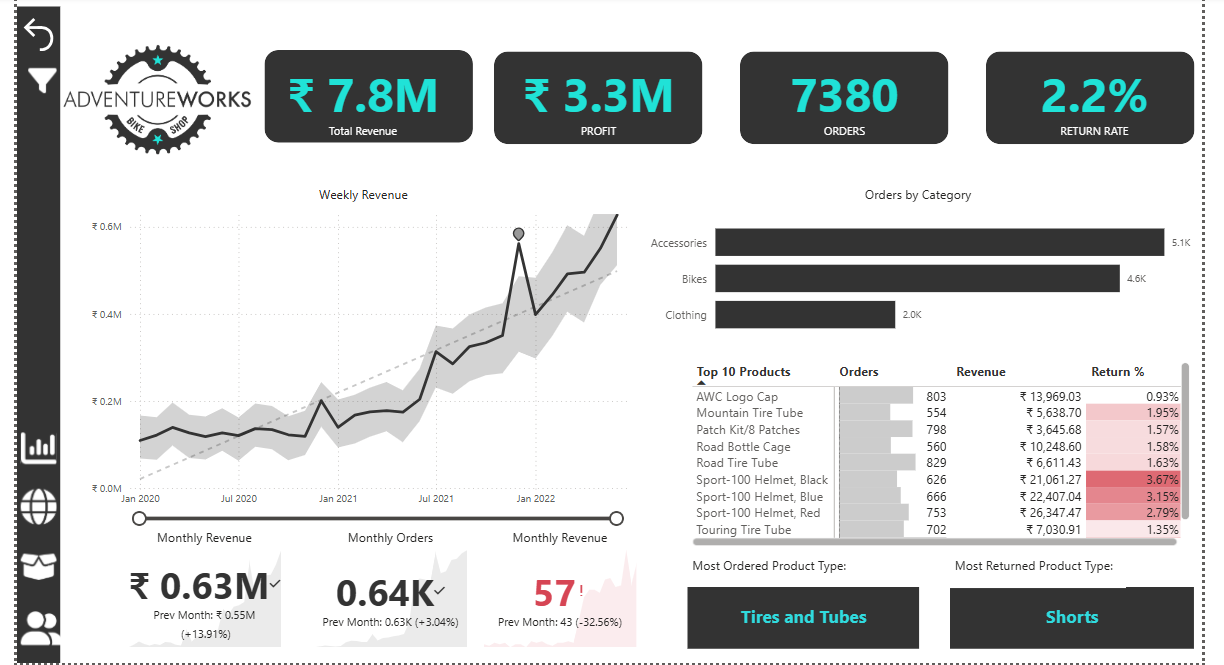 ADVENTUREWORKS
BIKE SHOP
₹ 7.8M
Total Revenue
₹ 3.3M
PROFIT
7380
ORDERS
2.2%
RETURN RATE
Weekly Revenue
₹ 0.6M
₹ 0.4M
₹ 0.2M
₹ 0.0M
Jan 2020 Jul 2020 Jan 2021 Jul 2021 Jan 2022
Orders by Category
Accessories 5.1K
Bikes 4.6K
Clothing 2.0K
Top 10 Products Orders Revenue Return %
AWC Logo Cap 803 ₹ 13,969.03 0.93%
Mountain Tire Tube 554 ₹ 5,638.70 1.95%
Patch Kit/8 Patches 798 ₹ 3,645.68 1.57%
Road Bottle Cage 560 ₹ 10,248.60 1.58%
Road Tire Tube 829 ₹ 6,611.43 1.63%
Sport-100 Helmet, Black 626 ₹ 21,061.27 3.67%
Sport-100 Helmet, Blue 666 ₹ 22,407.04 3.15%
Sport-100 Helmet, Red 753 ₹ 26,347.47 2.79%
Touring Tire Tube 702 ₹ 7,030.91 1.35%
Monthly Revenue
₹ 0.63M
Prev Month: ₹ 0.55M
(+13.91%)
Monthly Orders
0.64K
Prev Month: 0.63K (+3.04%)
Monthly Revenue
57!
Prev Month: 43 (-32.56%)
Most Ordered Product Type:
Tires and Tubes
Most Returned Product Type:
Shorts